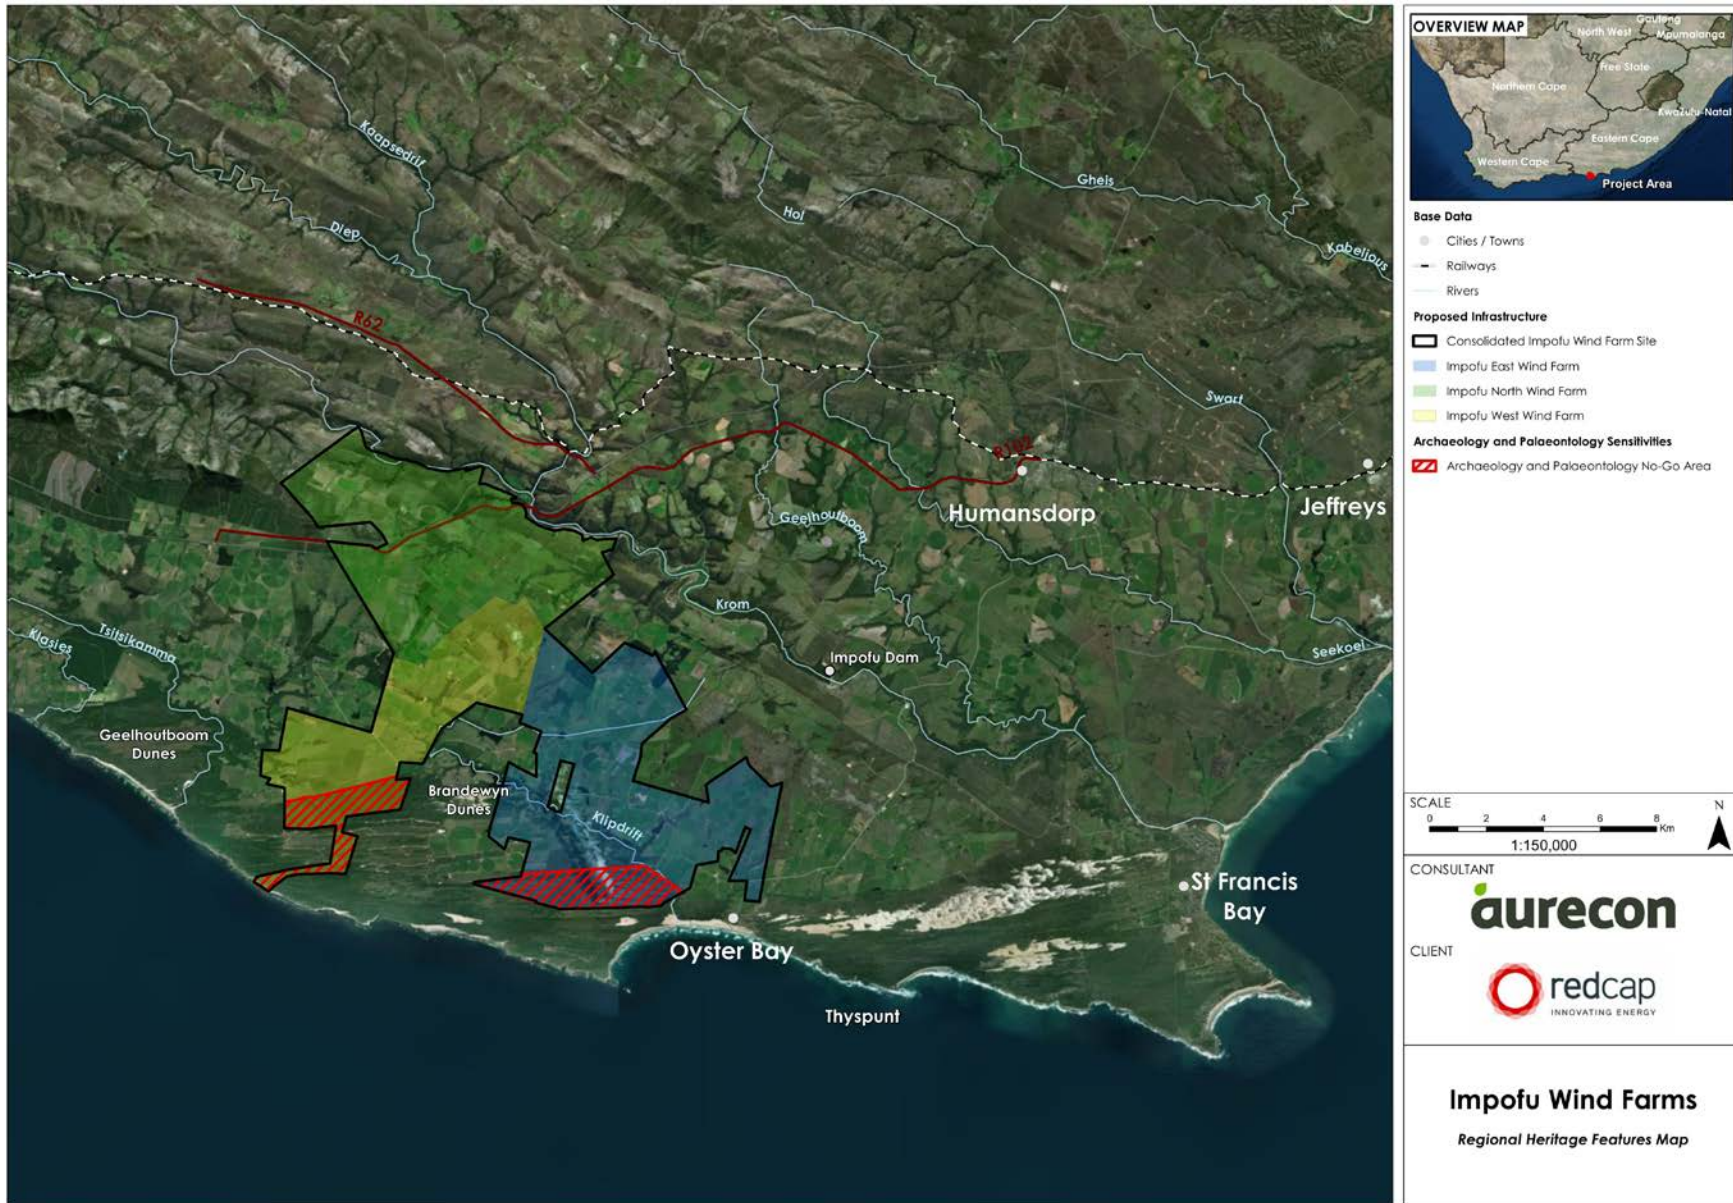 Kaapsedrif
Diep
Hol
Gheis
Kabeljous
R62
R102
Swart
Humansdorp
Jeffreys
Geelhoutboom
Krom
Impofu Dam
Seekoei
Klasies
Tsitsikamma
Geelhoutboom
Dunes
Brandewyn
Dunes
Klipdrift
St Francis
Bay
Oyster Bay
Thyspunt
OVERVIEW MAP
Gauteng
North West
Mpumalanga
Free State
Northern Cape
KwaZulu-Natal
Eastern Cape
Western Cape
Project Area
Base Data
Cities / Towns
Railways
Rivers
Proposed Infrastructure
Consolidated Impofu Wind Farm Site
Impofu East Wind Farm
Impofu North Wind Farm
Impofu West Wind Farm
Archaeology and Palaeontology Sensitivities
Archaeology and Palaeontology No-Go Area
SCALE
N
0 2 4 6 8
Km
1:150,000
CONSULTANT
aurecon
CLIENT
redcap
INNOVATING ENERGY
Impofu Wind Farms
Regional Heritage Features Map